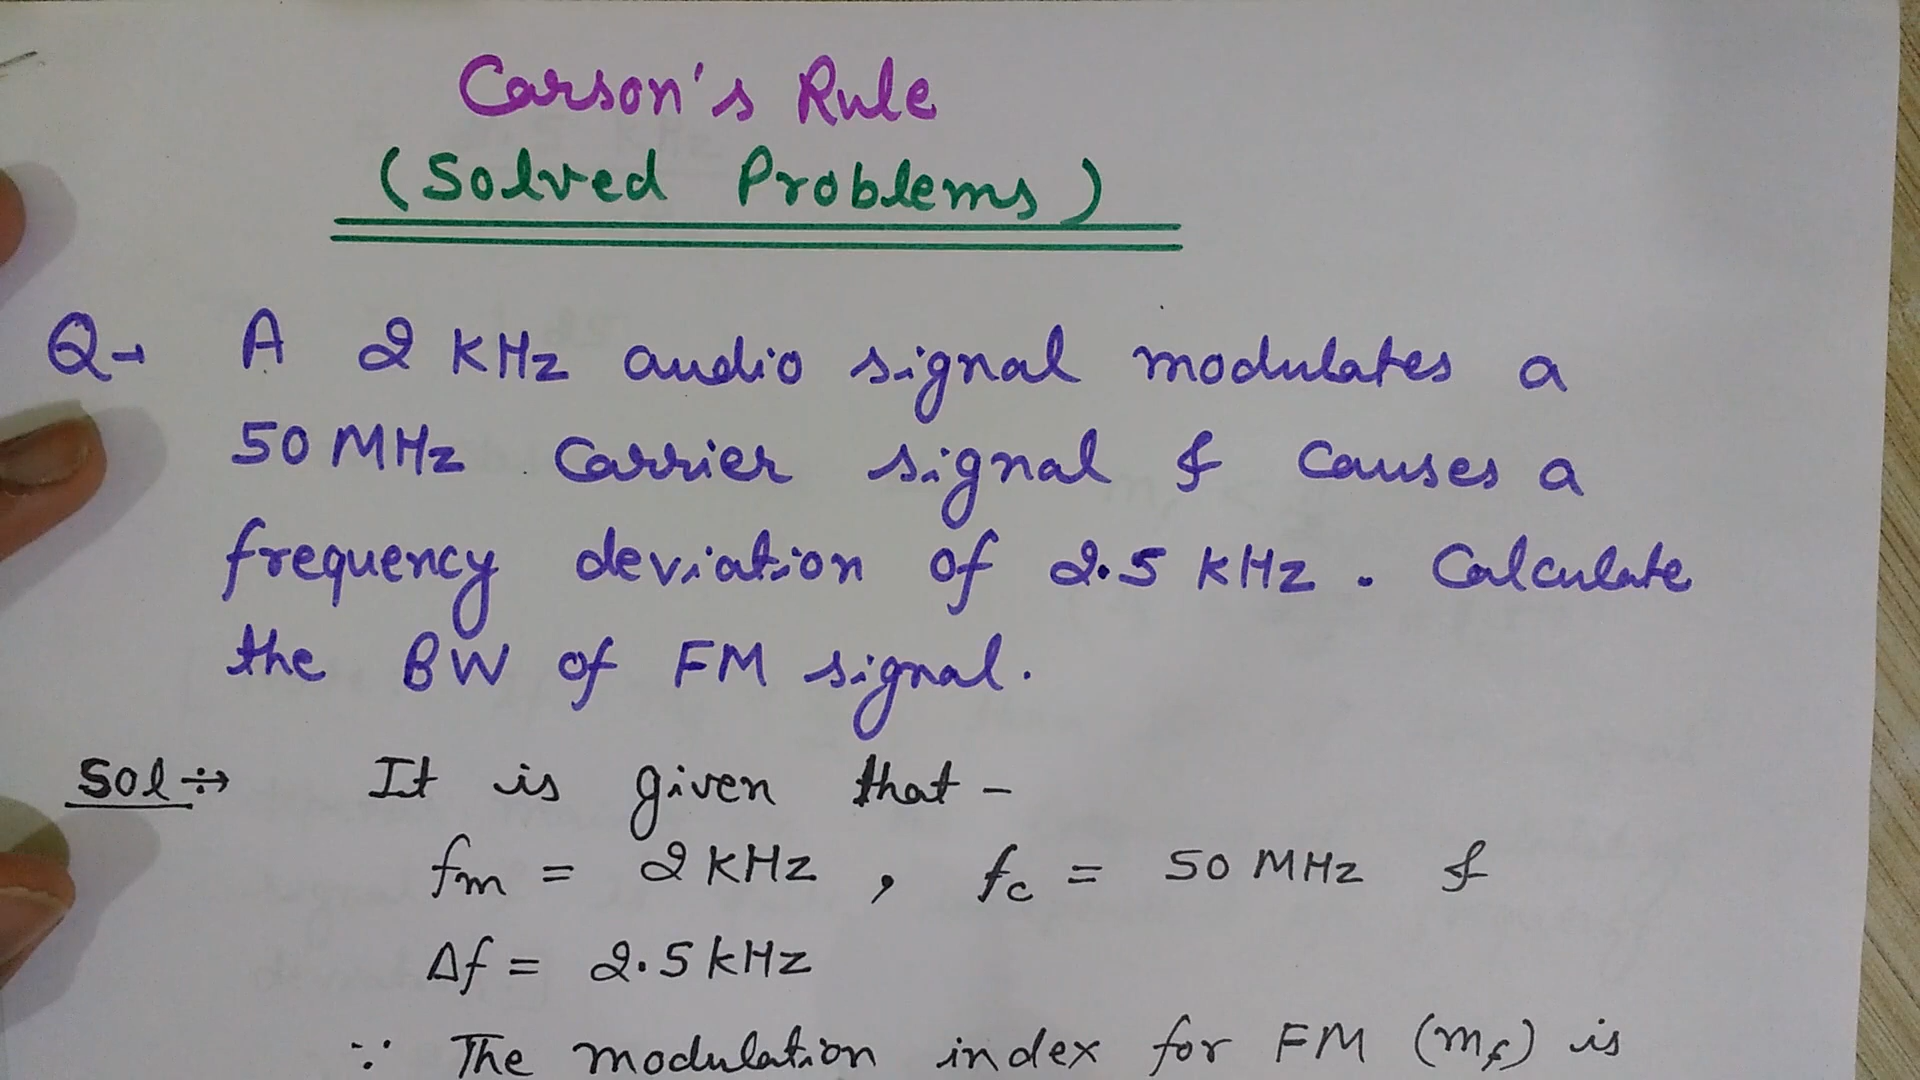 Carson's Rule
(Solved Problems)
Q→ A 2 KHz audio signal modulates a
50 MHz carrier signal & causes a
frequency deviation of 2.5 KHz. Calculate
the BW of FM signal.
Sol÷→ It is given that –
fm = 2 KHz , fc = 50 MHz &
Δf = 2.5 kHz
∵ The modulation index for FM (mf) is